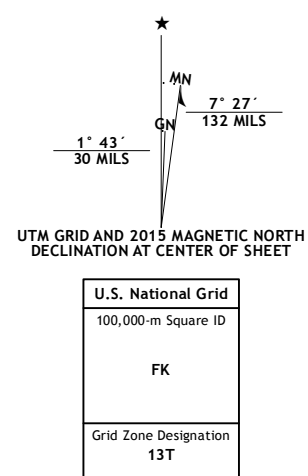 ★
MN
7° 27´
132 MILS
GN
1° 43´
30 MILS
UTM GRID AND 2015 MAGNETIC NORTH
DECLINATION AT CENTER OF SHEET
U.S. National Grid
100,000-m Square ID
FK
Grid Zone Designation
13T